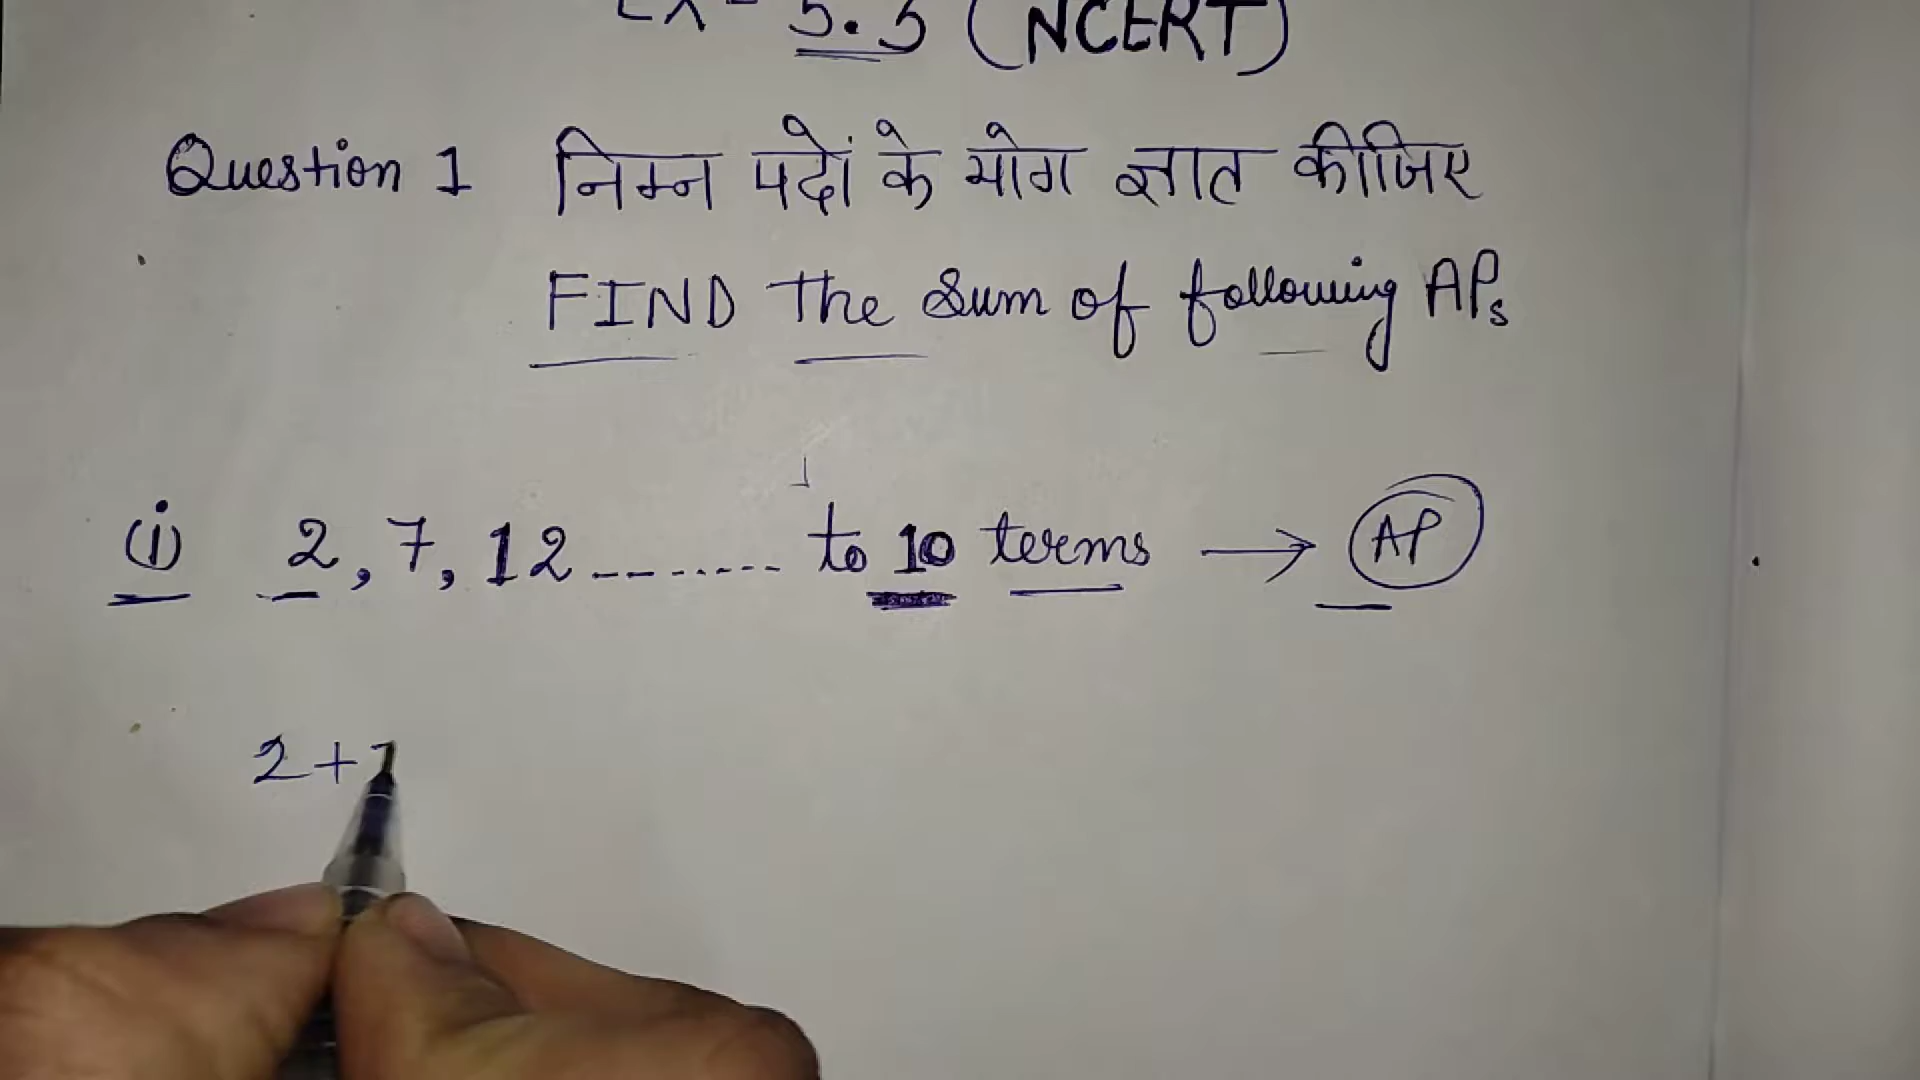 Ex - 5.3 (NCERT)
Question 1 निम्न पदों के योग ज्ञात कीजिए
FIND the Sum of following APs
(i) 2, 7, 12 ........ to 10 terms → AP
2+7